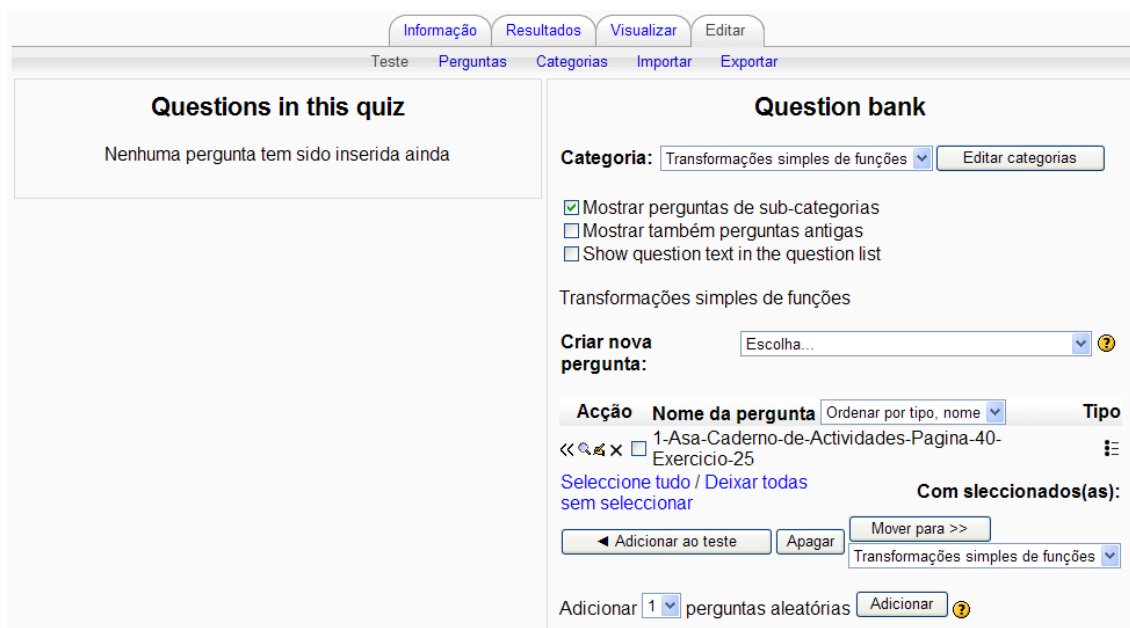 Informação Resultados Visualizar Editar
Teste Perguntas Categorias Importar Exportar
Questions in this quiz
Nenhuma pergunta tem sido inserida ainda
Question bank
Categoria: Transformações simples de funções Editar categorias
Mostrar perguntas de sub-categorias
Mostrar também perguntas antigas
Show question text in the question list
Transformações simples de funções
Criar nova
pergunta:
Escolha... ?
Acção Nome da pergunta Ordenar por tipo, nome Tipo
1-Asa-Caderno-de-Actividades-Pagina-40-
Exercicio-25
Seleccione tudo / Deixar todas
sem seleccionar
Com sleccionados(as):
◄ Adicionar ao teste Apagar Mover para >>
Transformações simples de funções
Adicionar 1 perguntas aleatórias Adicionar ?